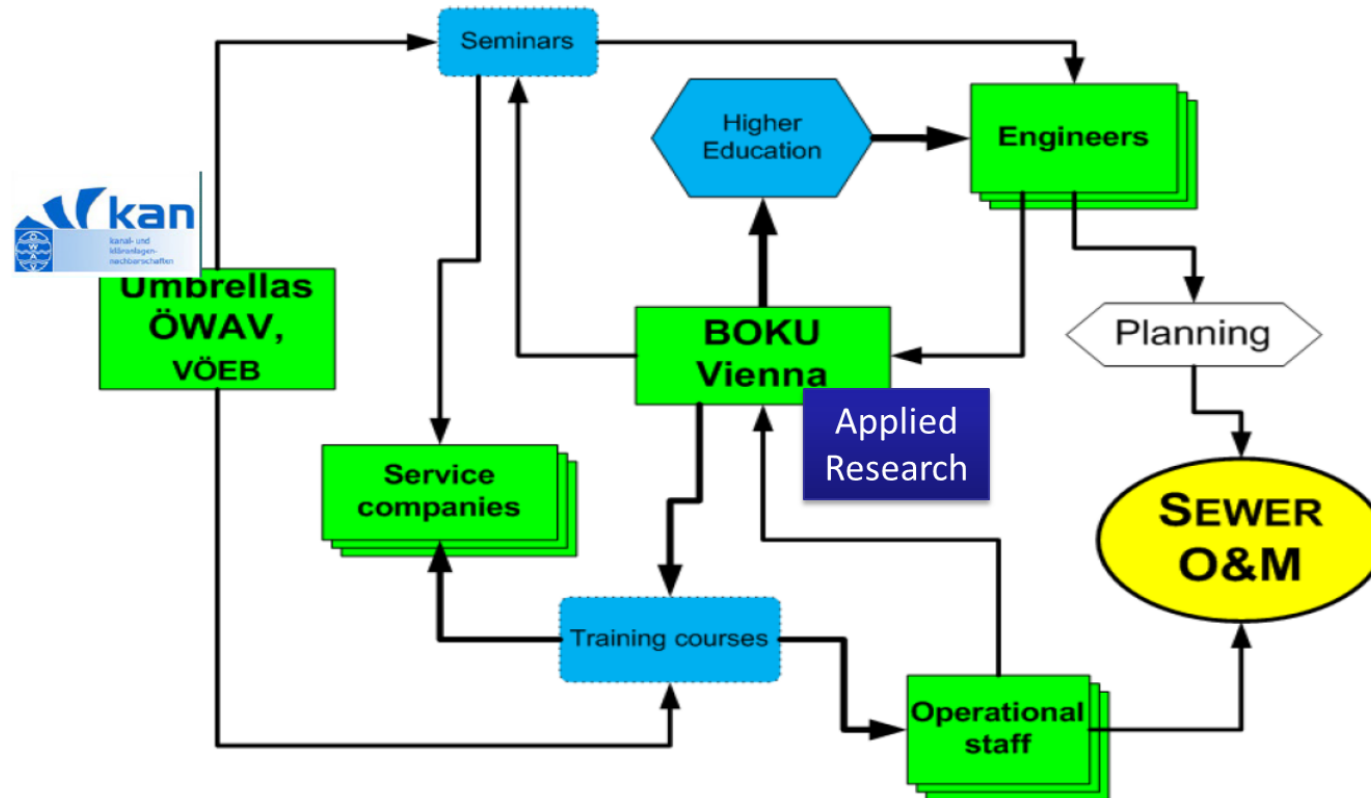 Seminars
Higher
Education
Engineers
kan
kanal- und
kläranlagen-
nachbarschaften
ÖWAV
Umbrellas
ÖWAV,
VÖEB
BOKU
Vienna
Planning
Applied
Research
Service
companies
SEWER
O&M
Training courses
Operational
staff